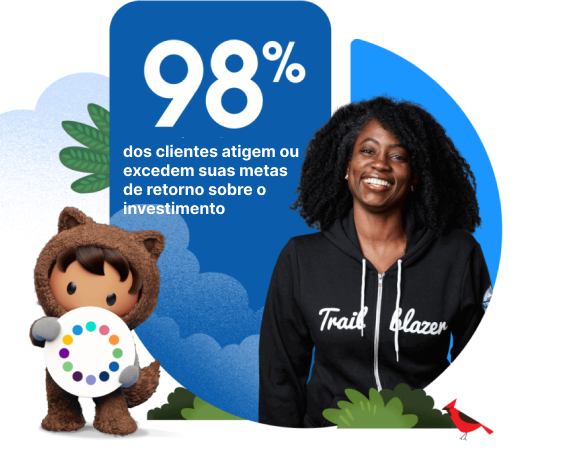 98%
dos clientes atigem ou
excedem suas metas
de retorno sobre o
investimento
Trail blazer